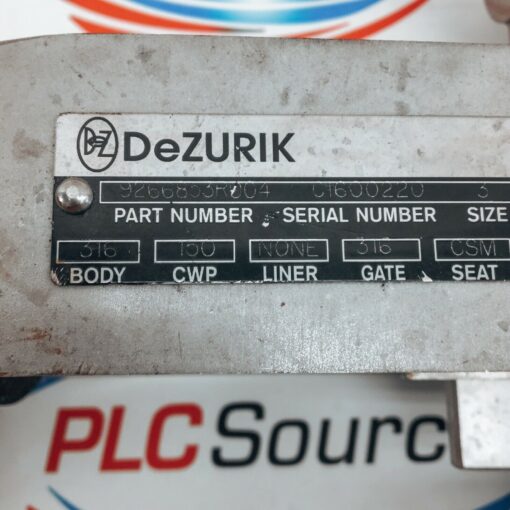 DeZURIK
9266853R004 C1600220 3
PART NUMBER SERIAL NUMBER SIZE
316 150 NONE 316 CSM
BODY CWP LINER GATE SEAT
PLCSourc